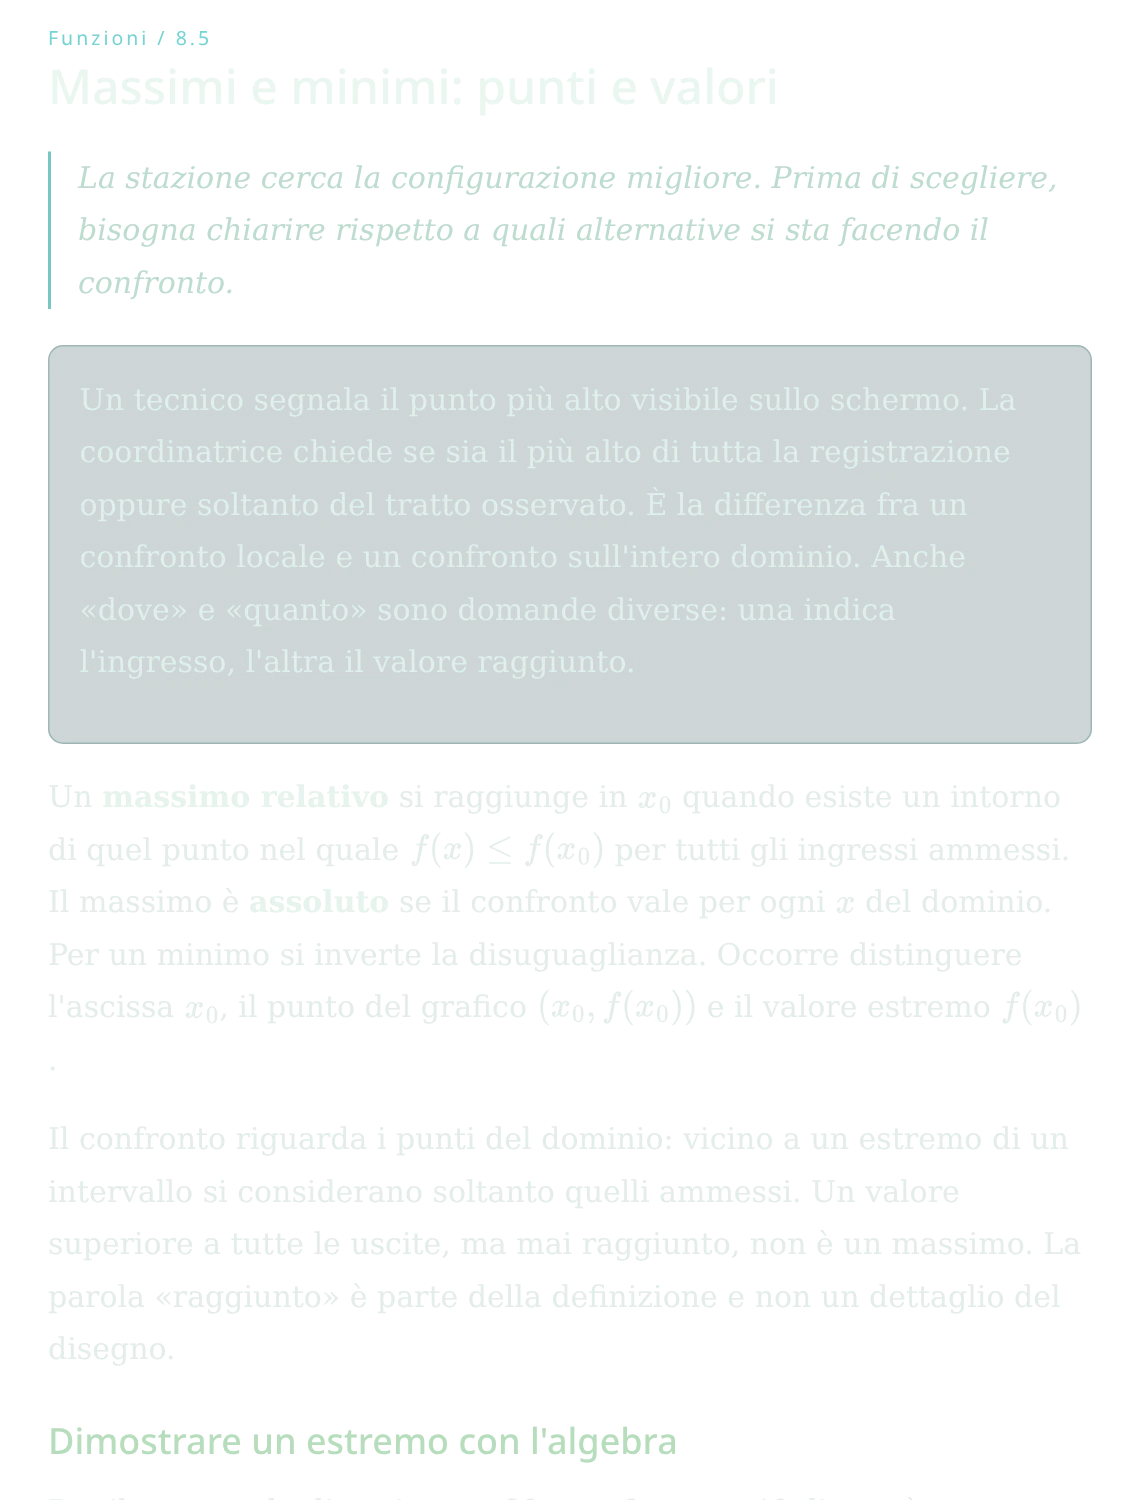 Funzioni / 8.5
Massimi e minimi: punti e valori
La stazione cerca la configurazione migliore. Prima di scegliere,
bisogna chiarire rispetto a quali alternative si sta facendo il
confronto.
Un tecnico segnala il punto più alto visibile sullo schermo. La
coordinatrice chiede se sia il più alto di tutta la registrazione
oppure soltanto del tratto osservato. È la differenza fra un
confronto locale e un confronto sull'intero dominio. Anche
«dove» e «quanto» sono domande diverse: una indica
l'ingresso, l'altra il valore raggiunto.
Un massimo relativo si raggiunge in x₀ quando esiste un intorno
di quel punto nel quale f(x) ≤ f(x₀) per tutti gli ingressi ammessi.
Il massimo è assoluto se il confronto vale per ogni x del dominio.
Per un minimo si inverte la disuguaglianza. Occorre distinguere
l'ascissa x₀, il punto del grafico (x₀, f(x₀)) e il valore estremo f(x₀)
.
Il confronto riguarda i punti del dominio: vicino a un estremo di un
intervallo si considerano soltanto quelli ammessi. Un valore
superiore a tutte le uscite, ma mai raggiunto, non è un massimo. La
parola «raggiunto» è parte della definizione e non un dettaglio del
disegno.
Dimostrare un estremo con l'algebra